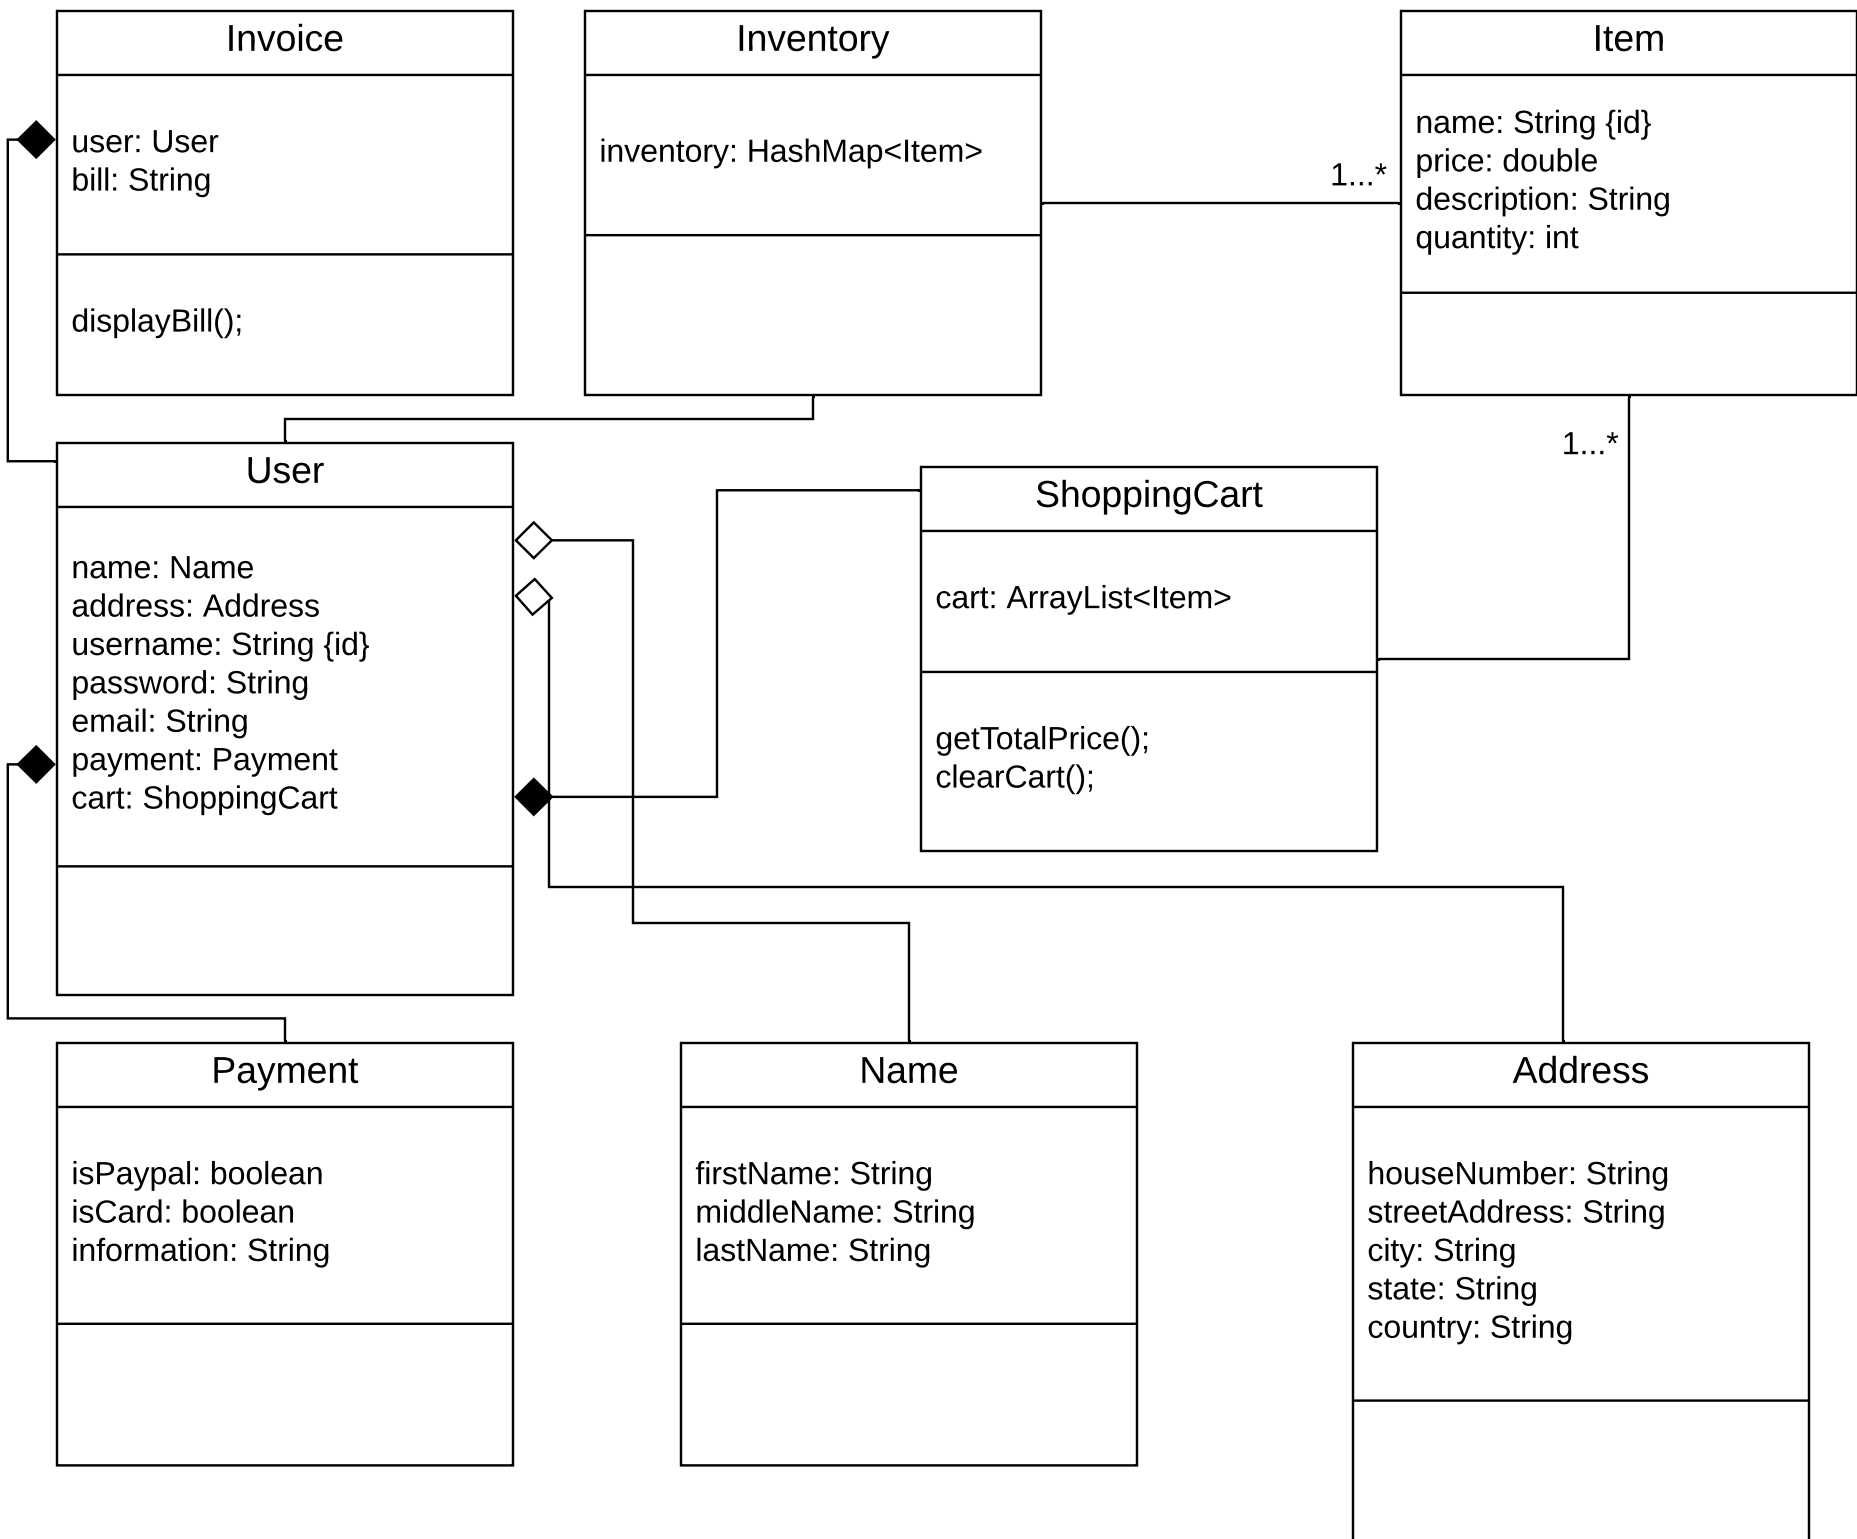 Invoice
user: User
bill: String
displayBill();
Inventory
inventory: HashMap<Item>
1...*
Item
name: String {id}
price: double
description: String
quantity: int
1...*
User
name: Name
address: Address
username: String {id}
password: String
email: String
payment: Payment
cart: ShoppingCart
ShoppingCart
cart: ArrayList<Item>
getTotalPrice();
clearCart();
Payment
isPaypal: boolean
isCard: boolean
information: String
Name
firstName: String
middleName: String
lastName: String
Address
houseNumber: String
streetAddress: String
city: String
state: String
country: String